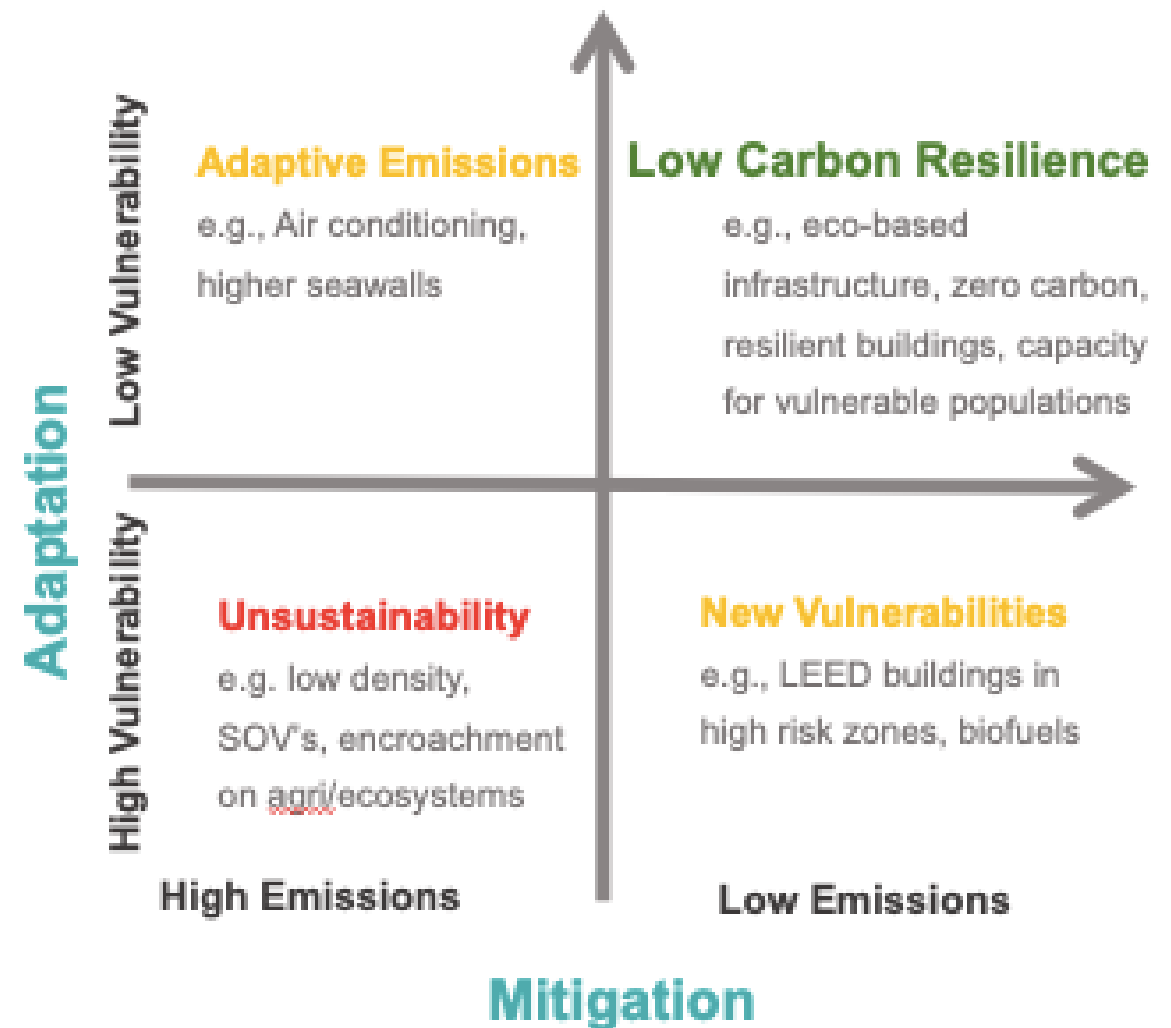 Adaptation
Low Vulnerability
High Vulnerability
Adaptive Emissions
e.g., Air conditioning,
higher seawalls
Low Carbon Resilience
e.g., eco-based
infrastructure, zero carbon,
resilient buildings, capacity
for vulnerable populations
Unsustainability
e.g. low density,
SOV's, encroachment
on agri/ecosystems
New Vulnerabilities
e.g., LEED buildings in
high risk zones, biofuels
High Emissions
Low Emissions
Mitigation